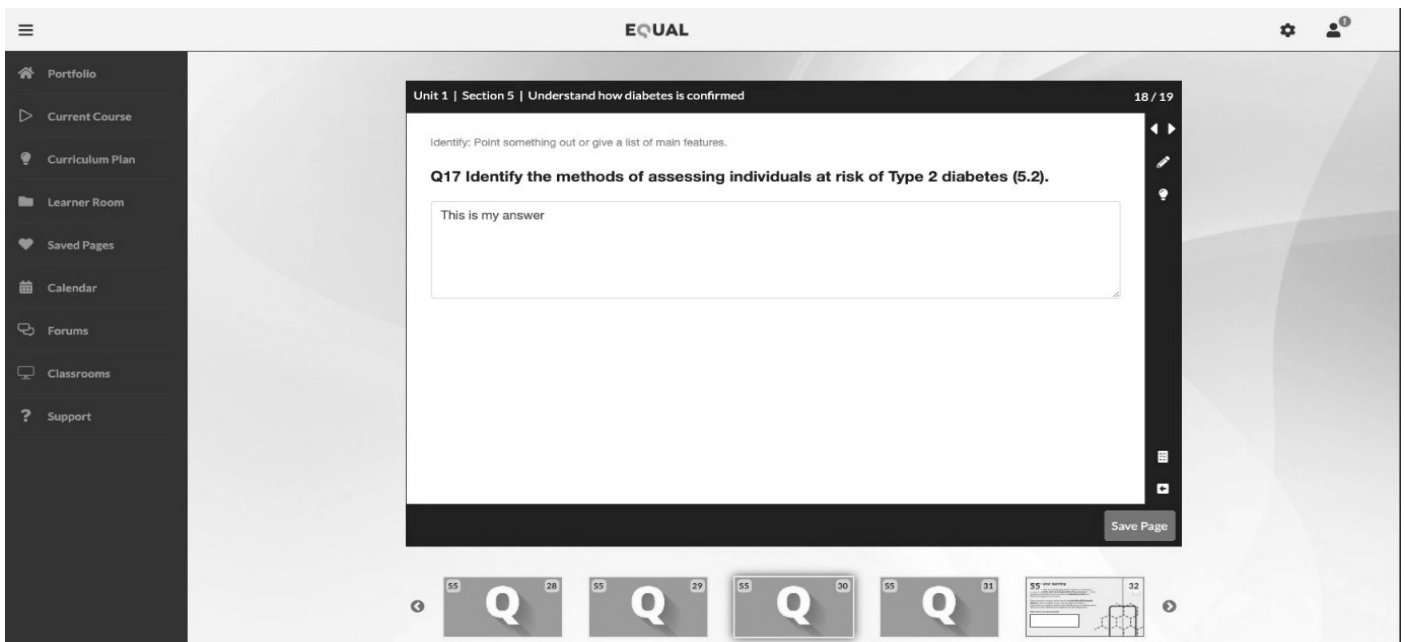 EQUAL
Portfolio
Current Course
Curriculum Plan
Learner Room
Saved Pages
Calendar
Forums
Classrooms
? Support
Unit 1 | Section 5 | Understand how diabetes is confirmed
18/19
Identify: Point something out or give a list of main features.
Q17 Identify the methods of assessing individuals at risk of Type 2 diabetes (5.2).
This is my answer
Save Page
S5 28
Q
S5 29
Q
S5 30
Q
S5 31
Q
S5 32